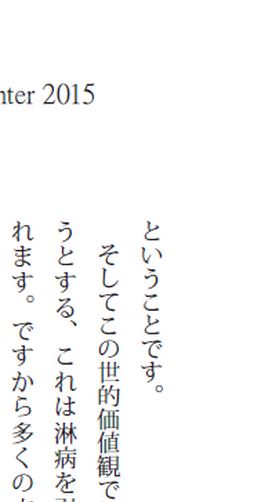 nter 2015
ということです。
そしてこの世的価値観で
うとする、これは淋病を
れます。ですから多くの